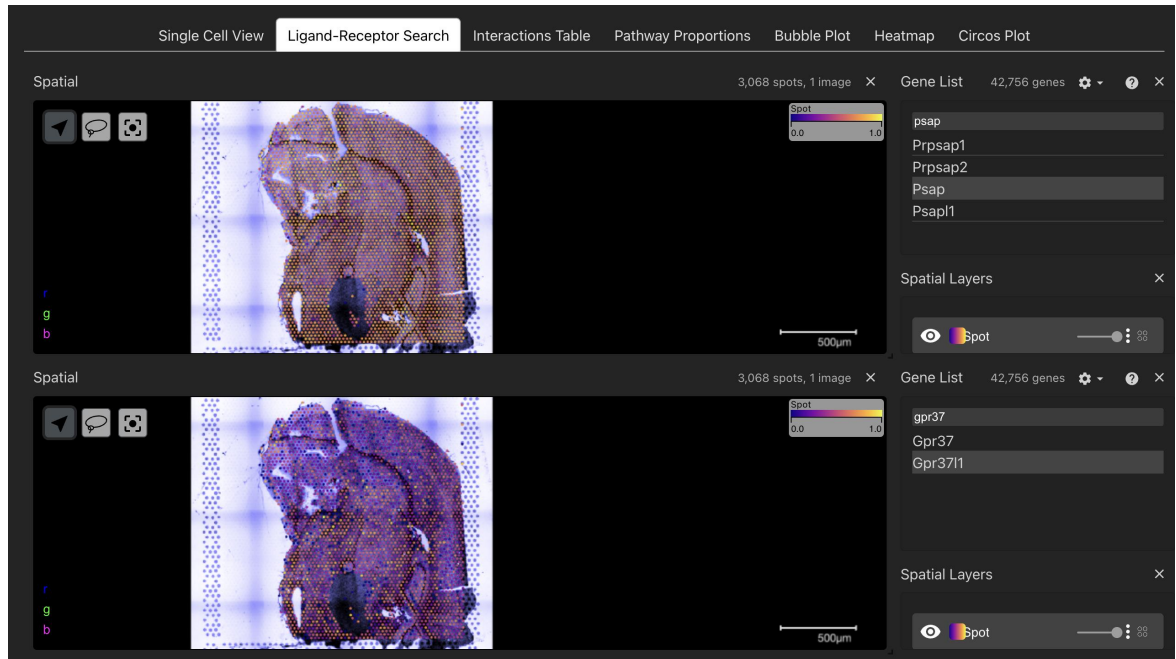 Single Cell View Ligand-Receptor Search Interactions Table Pathway Proportions Bubble Plot Heatmap Circos Plot
Spatial 3,068 spots, 1 image
Spot
0.0 1.0
r
g
b
500µm
Gene List 42,756 genes
psap
Prpsap1
Prpsap2
Psap
Psapl1
Spatial Layers
Spot
Spatial 3,068 spots, 1 image
Spot
0.0 1.0
r
g
b
500µm
Gene List 42,756 genes
gpr37
Gpr37
Gpr37l1
Spatial Layers
Spot